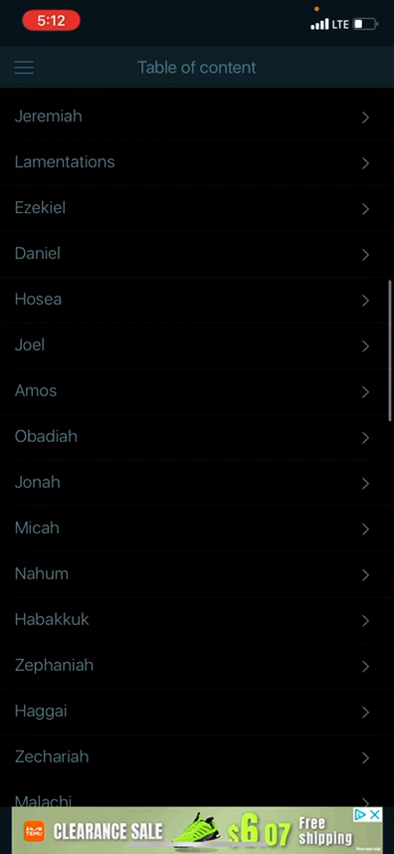 5:12
LTE
Table of content
Jeremiah
Lamentations
Ezekiel
Daniel
Hosea
Joel
Amos
Obadiah
Jonah
Micah
Nahum
Habakkuk
Zephaniah
Haggai
Zechariah
Malachi
TEMU CLEARANCE SALE $6.07 Free shipping